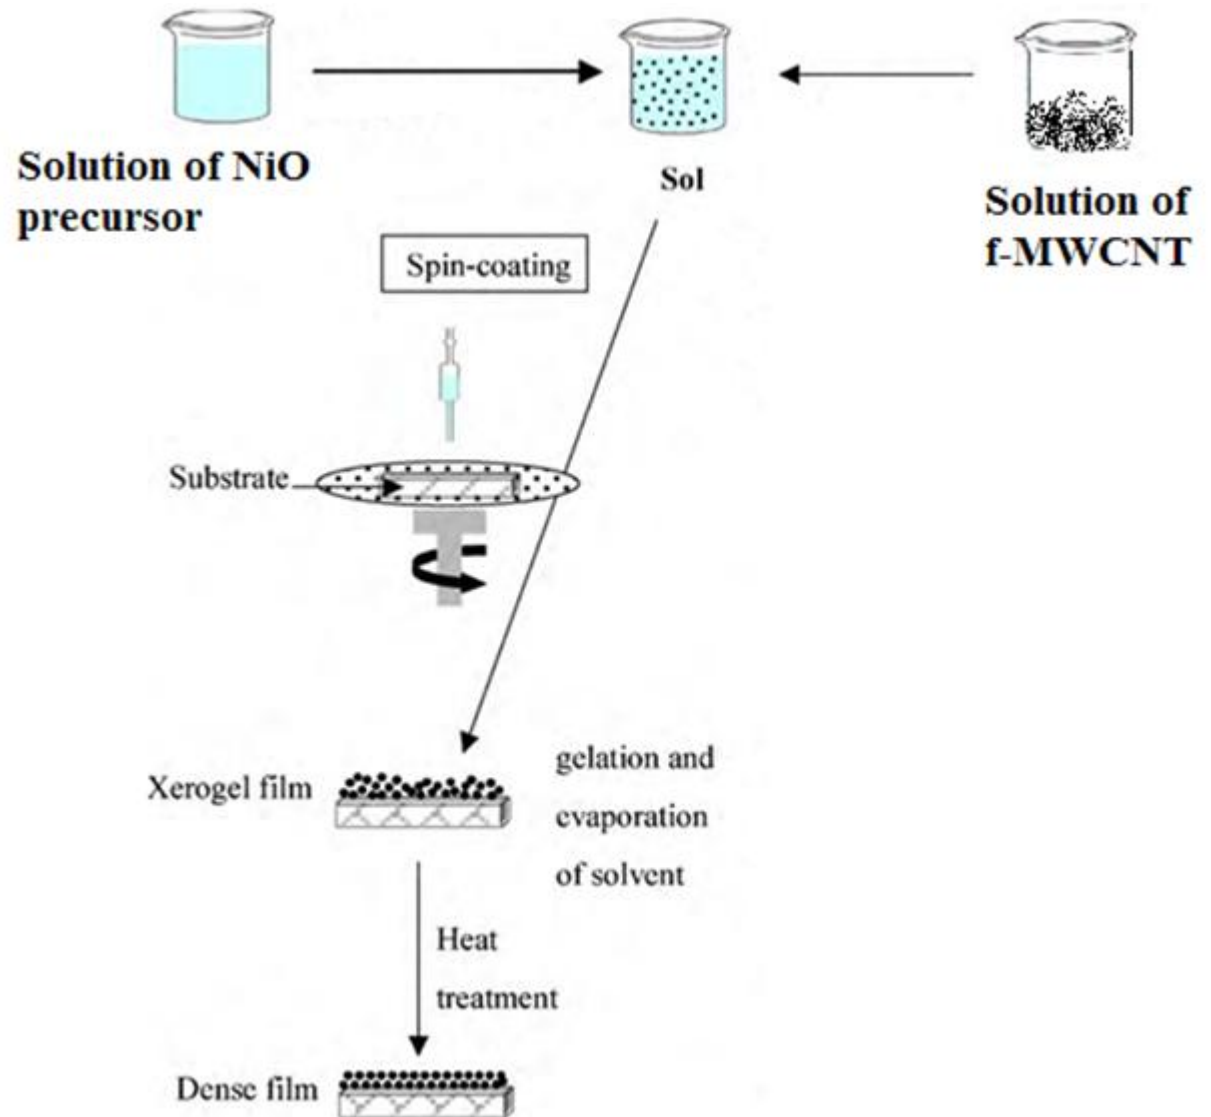 Solution of NiO
precursor
Sol
Solution of
f-MWCNT
Spin-coating
Substrate
Xerogel film
gelation and
evaporation
of solvent
Heat
treatment
Dense film